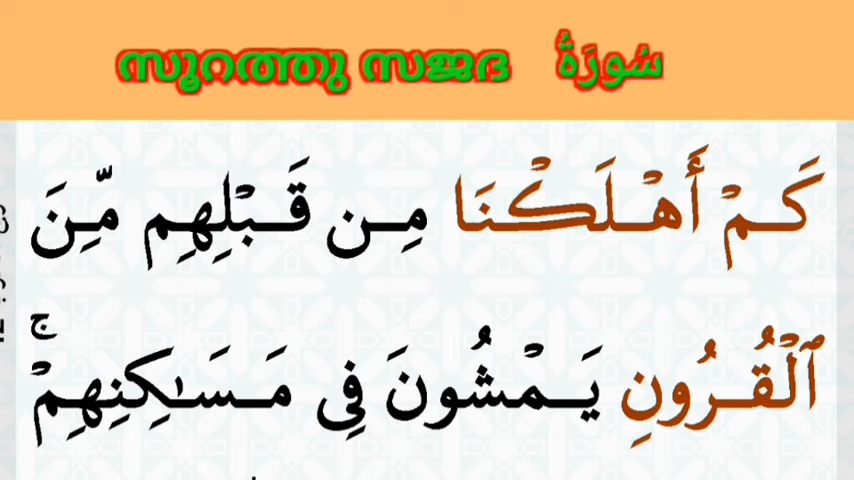 സൂറത്തു സജദ سُورَةُ
كَمْ أَهْلَكْنَا مِن قَبْلِهِم مِّنَ
ٱلْقُرُونِ يَمْشُونَ فِى مَسَـٰكِنِهِمْ ۚ